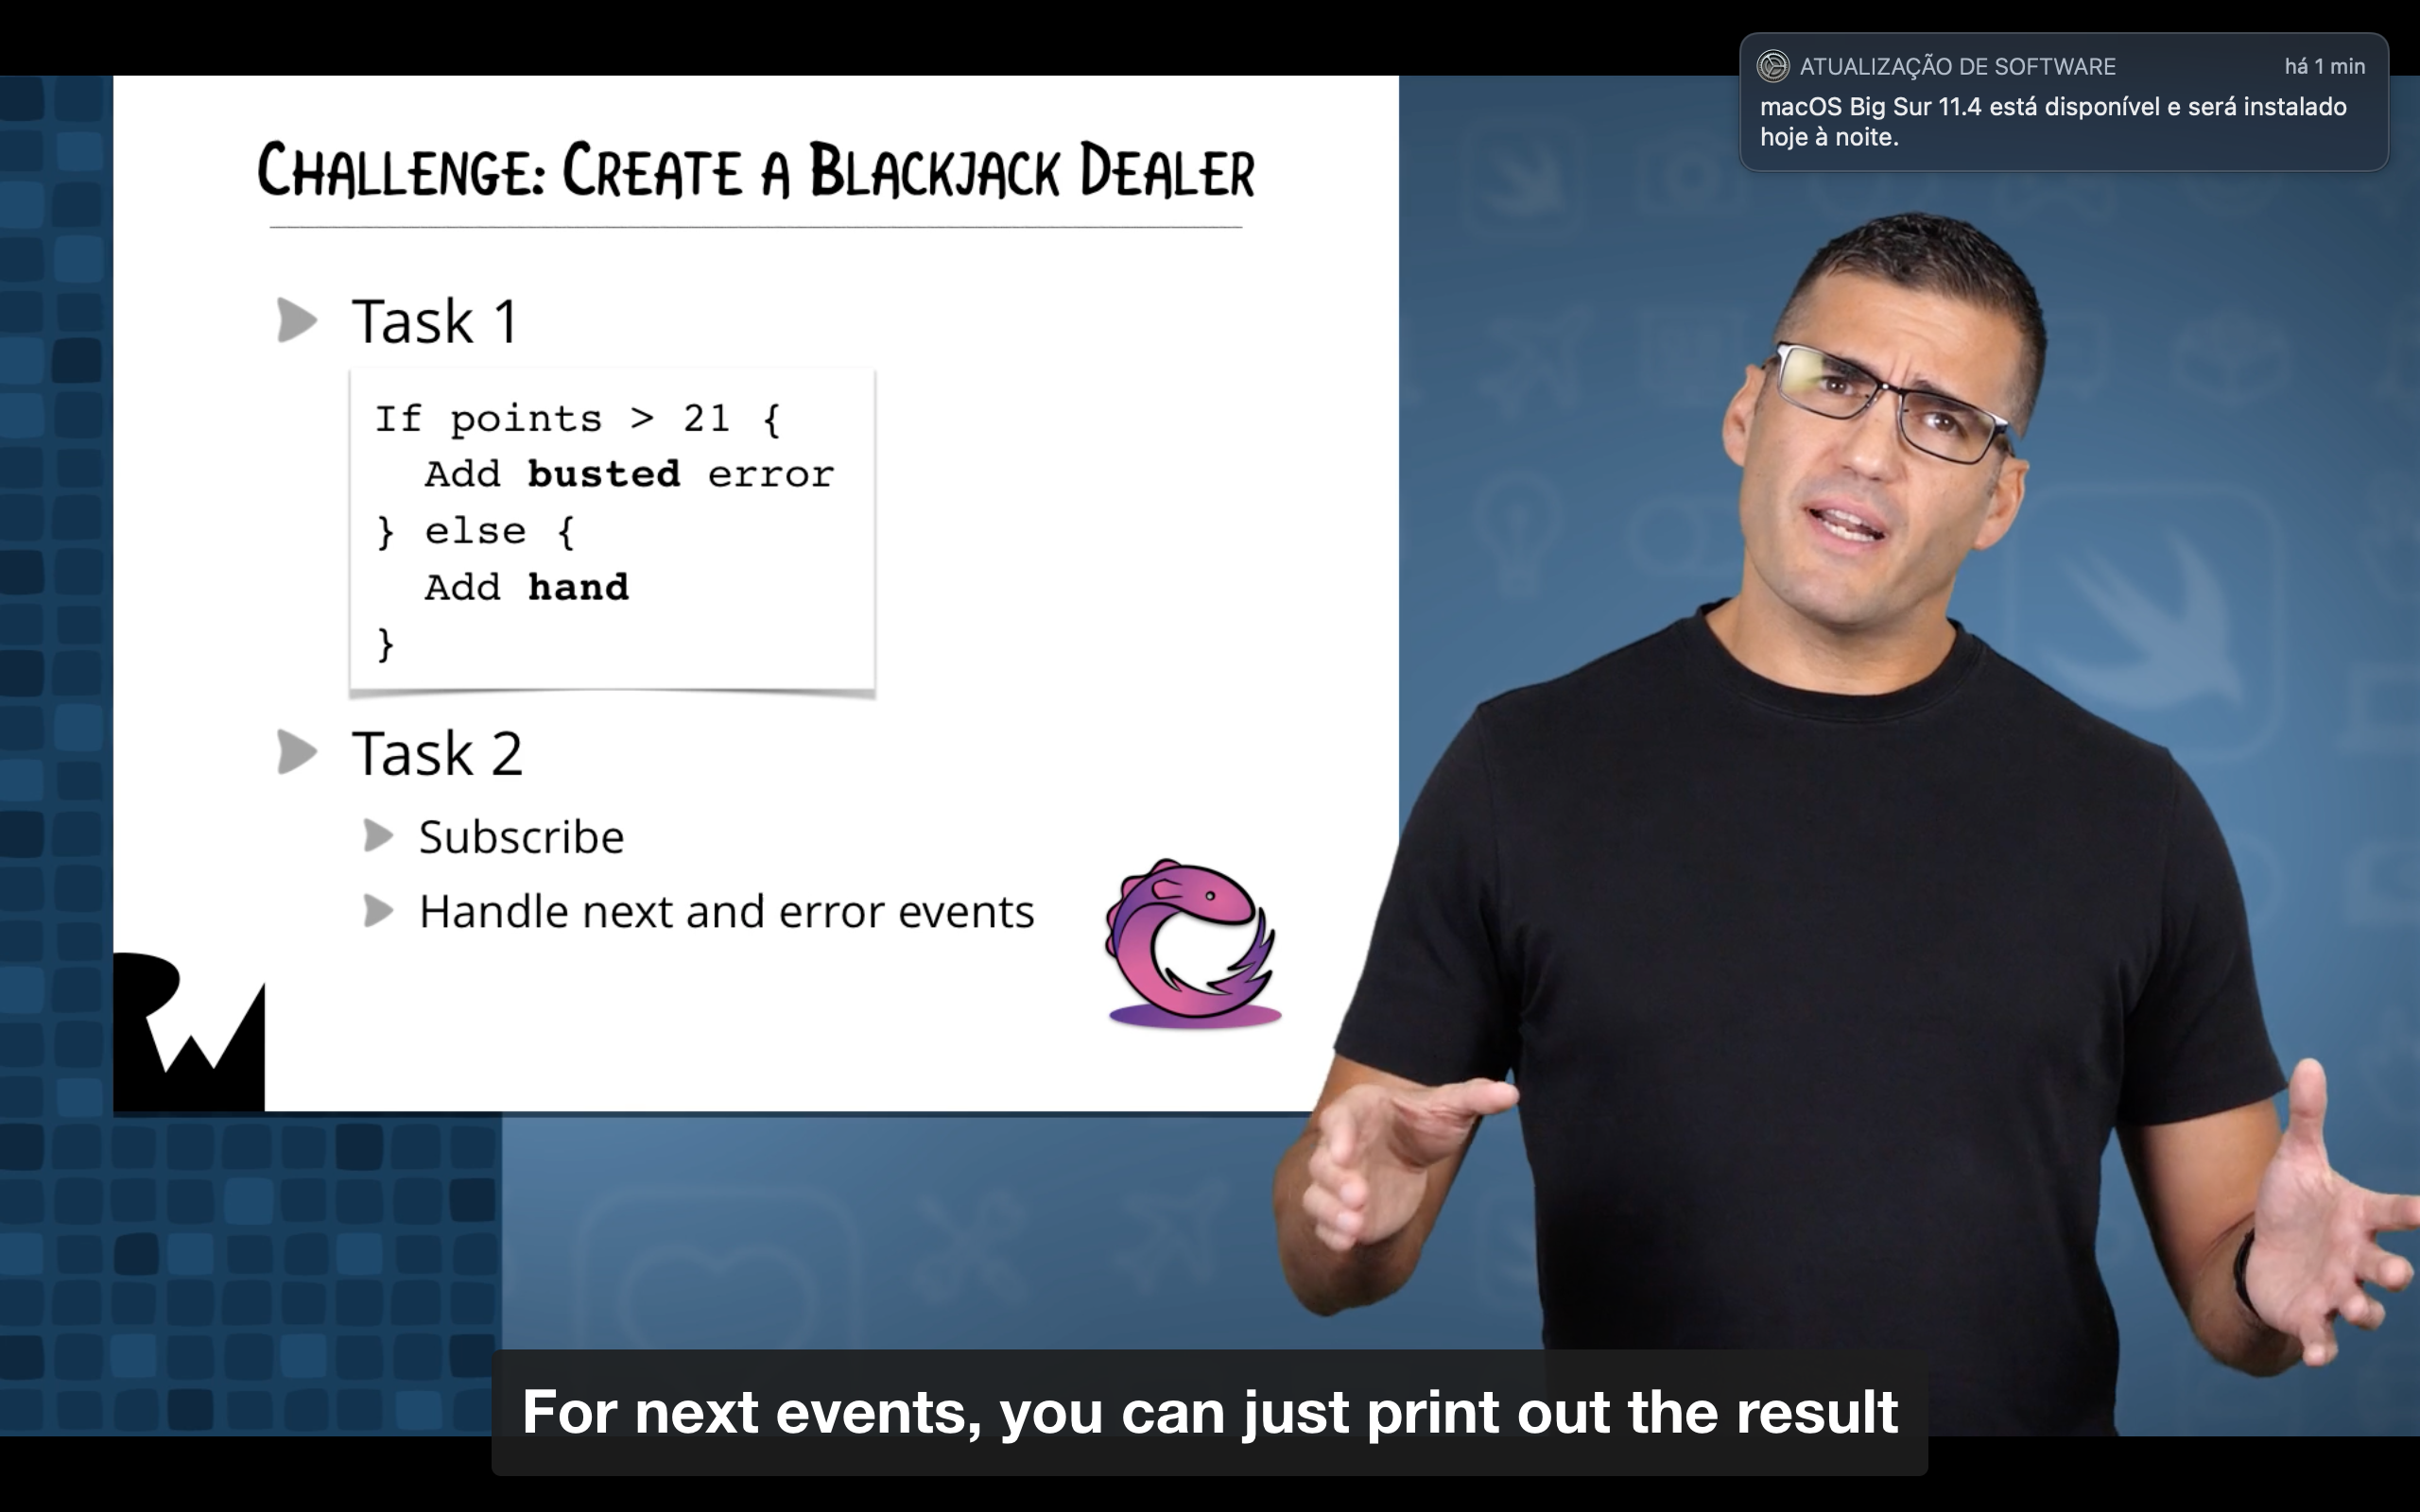 ATUALIZAÇÃO DE SOFTWARE há 1 min
macOS Big Sur 11.4 está disponível e será instalado
hoje à noite.
CHALLENGE: CREATE A BLACKJACK DEALER
Task 1
If points > 21 {
Add busted error
} else {
Add hand
}
Task 2
Subscribe
Handle next and error events
RW
For next events, you can just print out the result